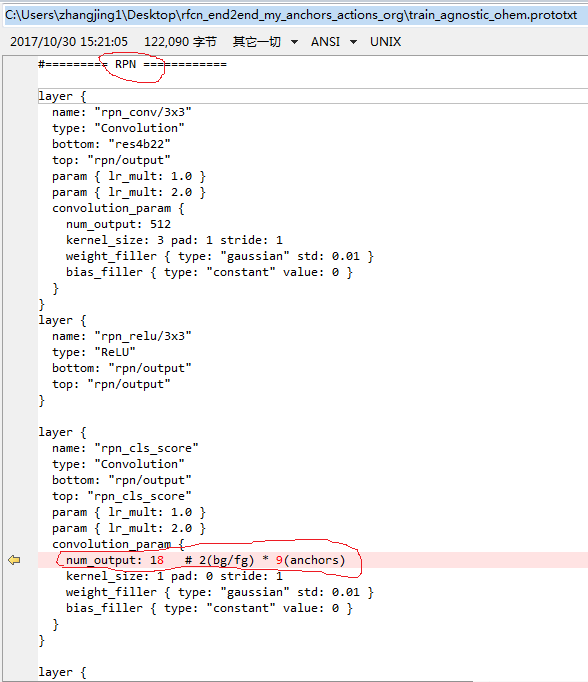 C:\Users\zhangjing1\Desktop\rfcn_end2end_my_anchors_actions_org\train_agnostic_ohem.prototxt
2017/10/30 15:21:05 122,090 字节 其它一切 ANSI UNIX
#========= RPN ============
layer {
name: "rpn_conv/3x3"
type: "Convolution"
bottom: "res4b22"
top: "rpn/output"
param { lr_mult: 1.0 }
param { lr_mult: 2.0 }
convolution_param {
num_output: 512
kernel_size: 3 pad: 1 stride: 1
weight_filler { type: "gaussian" std: 0.01 }
bias_filler { type: "constant" value: 0 }
}
}
layer {
name: "rpn_relu/3x3"
type: "ReLU"
bottom: "rpn/output"
top: "rpn/output"
}
layer {
name: "rpn_cls_score"
type: "Convolution"
bottom: "rpn/output"
top: "rpn_cls_score"
param { lr_mult: 1.0 }
param { lr_mult: 2.0 }
convolution_param {
num_output: 18 # 2(bg/fg) * 9(anchors)
kernel_size: 1 pad: 0 stride: 1
weight_filler { type: "gaussian" std: 0.01 }
bias_filler { type: "constant" value: 0 }
}
}
layer {